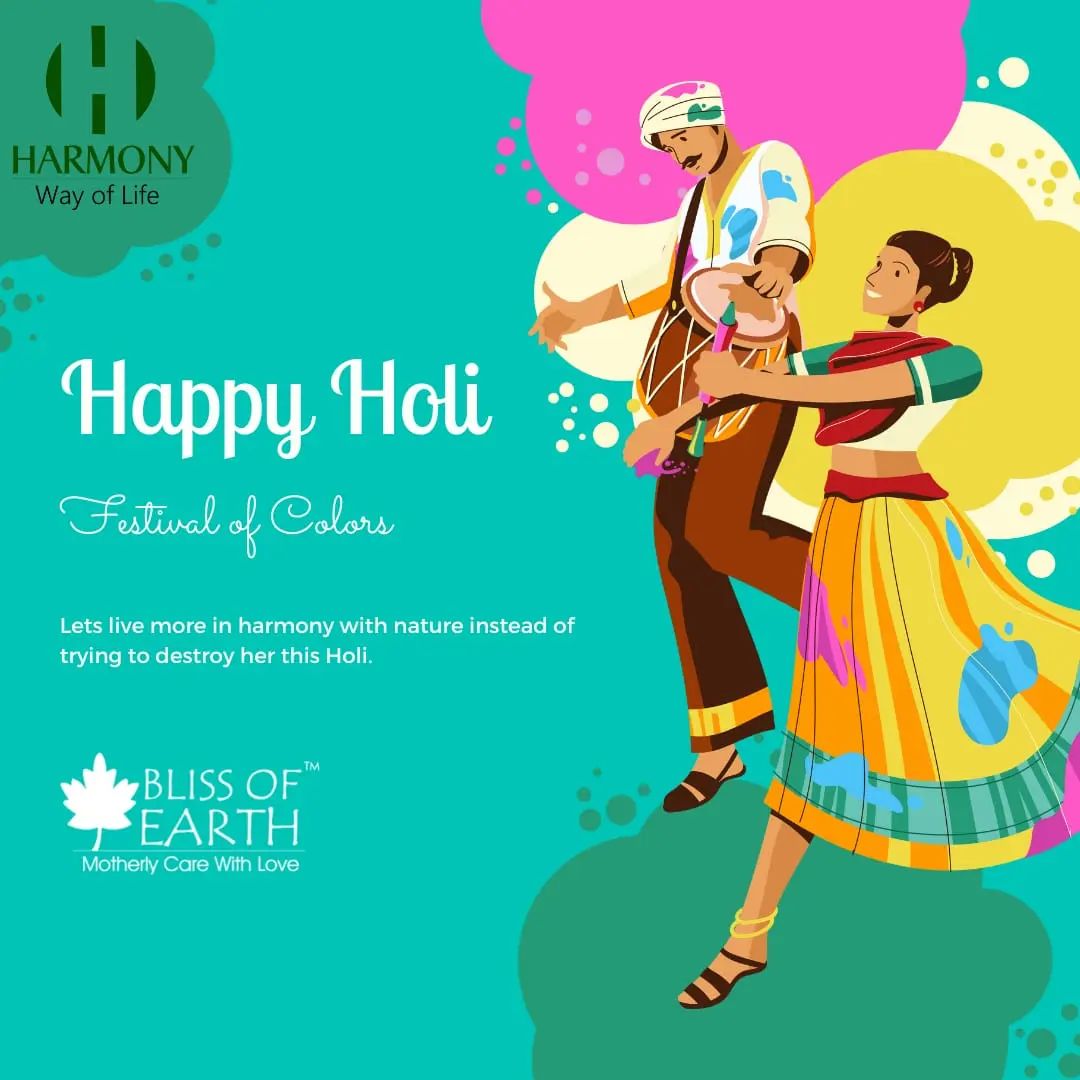 HARMONY
Way of Life
Happy Holi
Festival of Colors
Lets live more in harmony with nature instead of
trying to destroy her this Holi.
BLISS OF™
EARTH
Motherly Care With Love